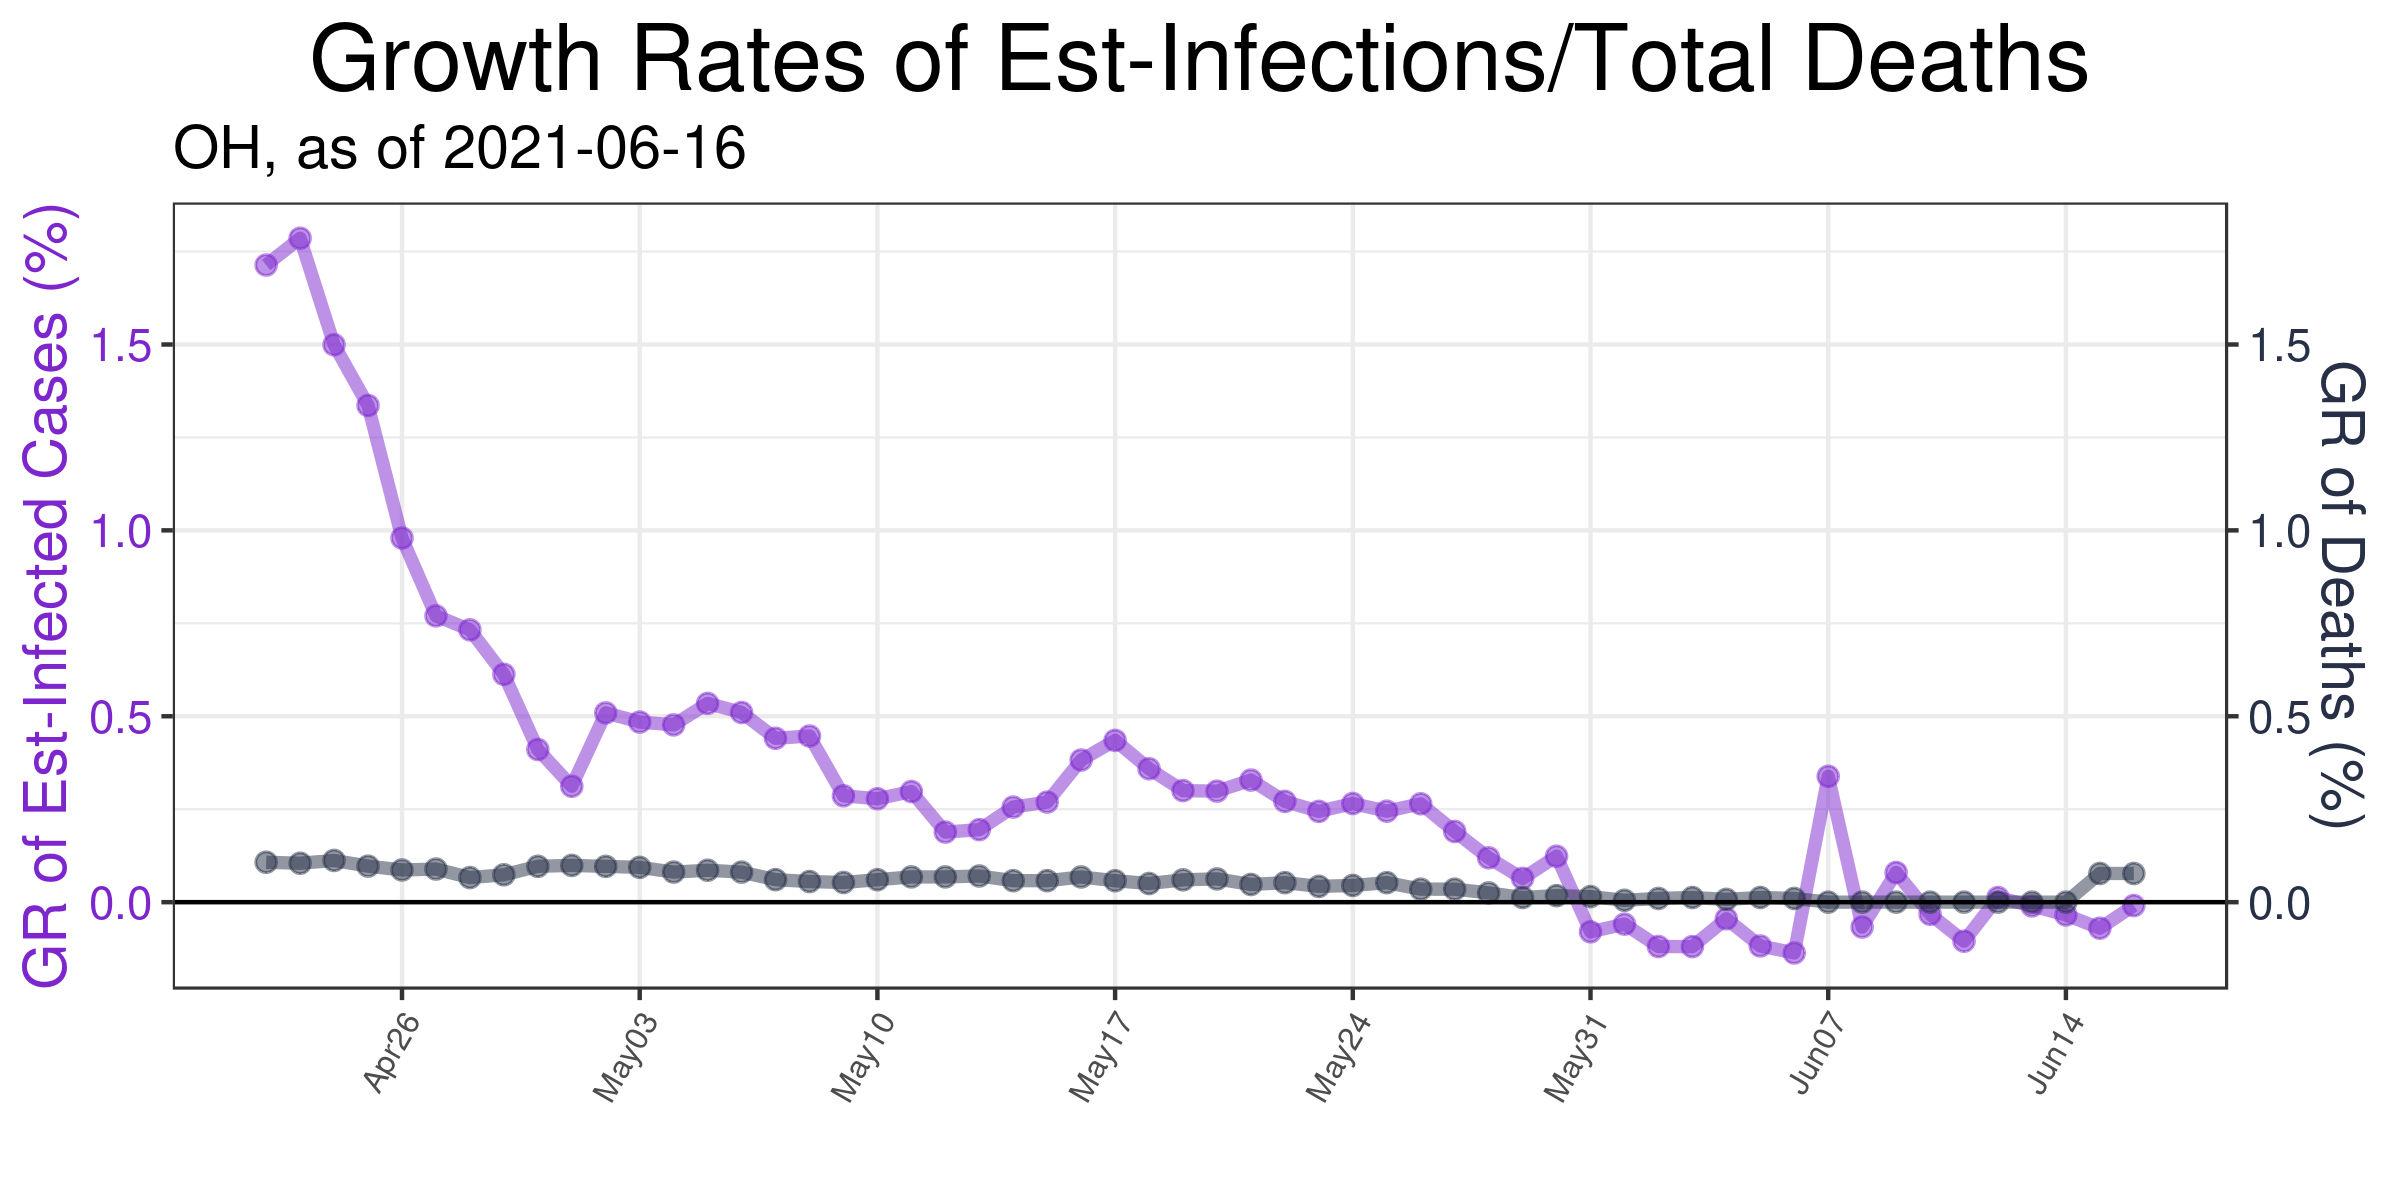 Growth Rates of Est-Infections/Total Deaths
OH, as of 2021-06-16
GR of Est-Infected Cases (%)
1.5
1.0
0.5
0.0
1.5
1.0
0.5
0.0
GR of Deaths (%)
Apr26
May03
May10
May17
May24
May31
Jun07
Jun14